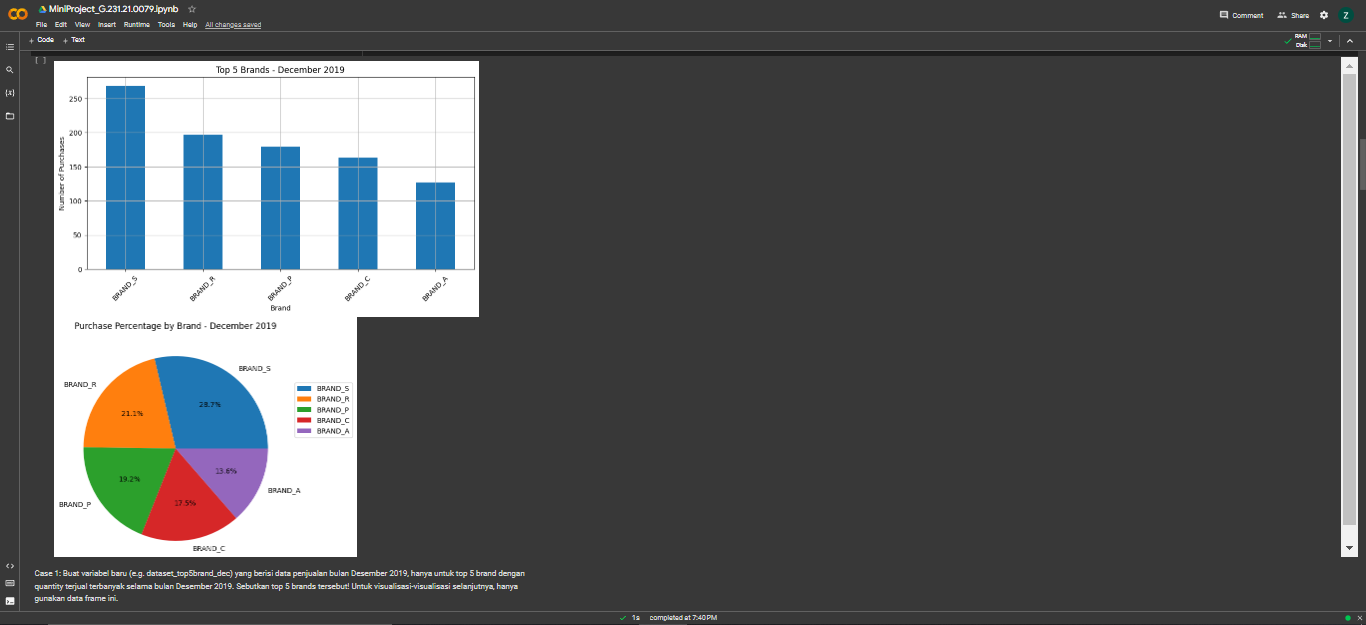 MiniProject_G.231.21.0079.ipynb
File Edit View Insert Runtime Tools Help All changes saved
Comment Share Z
+ Code + Text
RAM
Disk
[ ]
Top 5 Brands - December 2019
Number of Purchases
250
200
150
100
50
0
BRAND_S BRAND_R BRAND_P BRAND_C BRAND_A
Brand
Purchase Percentage by Brand - December 2019
BRAND_S
BRAND_R
28.7%
21.1%
19.2%
17.5%
13.6%
BRAND_A
BRAND_P
BRAND_C
BRAND_S
BRAND_R
BRAND_P
BRAND_C
BRAND_A
Case 1: Buat variabel baru (e.g. dataset_top5brand_dec) yang berisi data penjualan bulan Desember 2019, hanya untuk top 5 brand dengan
quantity terjual terbanyak selama bulan Desember 2019. Sebutkan top 5 brands tersebut! Untuk visualisasi-visualisasi selanjutnya, hanya
gunakan data frame ini.
1s completed at 7:40 PM